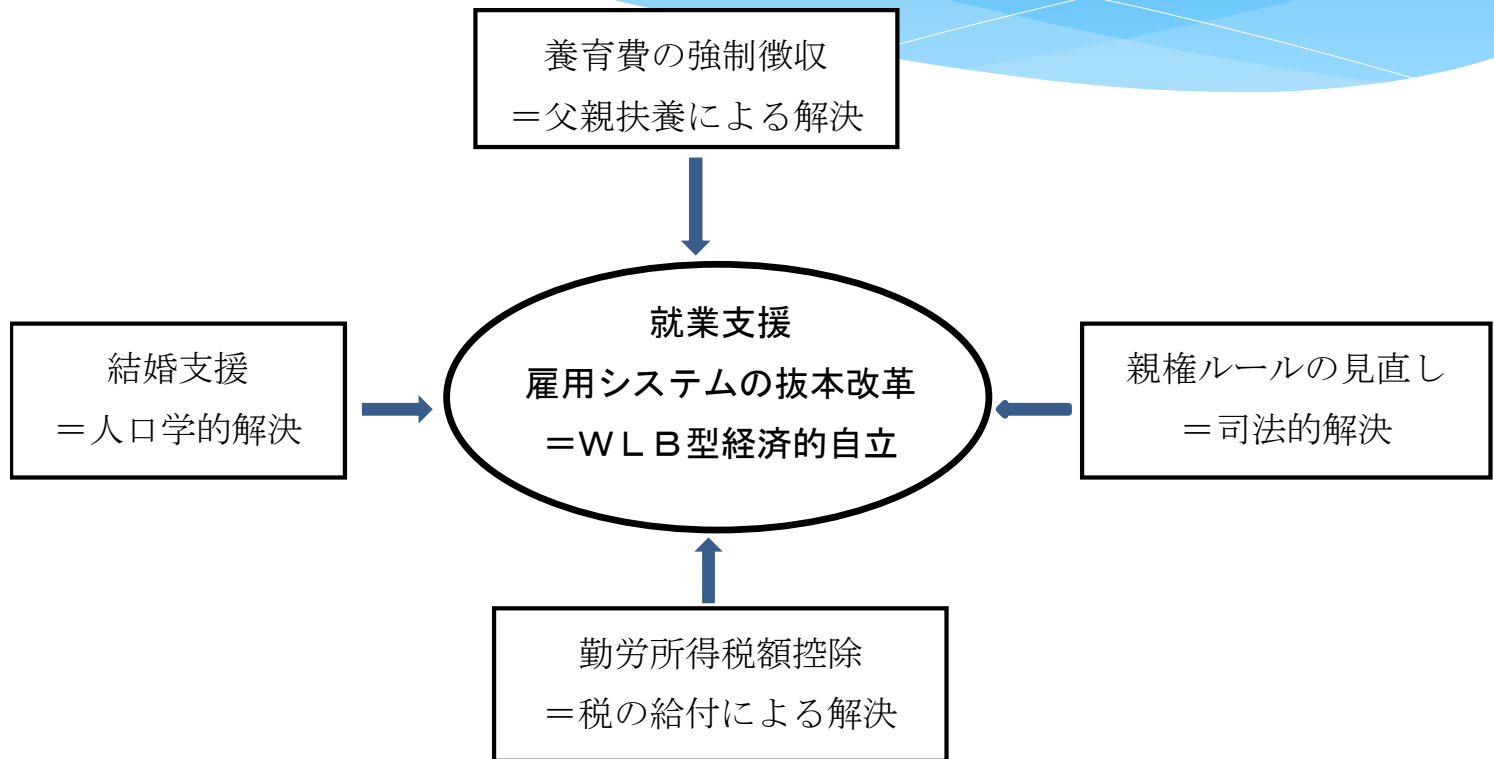 養育費の強制徴収
＝父親扶養による解決
就業支援
雇用システムの抜本改革
＝ＷＬＢ型経済的自立
結婚支援
＝人口学的解決
親権ルールの見直し
＝司法的解決
勤労所得税額控除
＝税の給付による解決